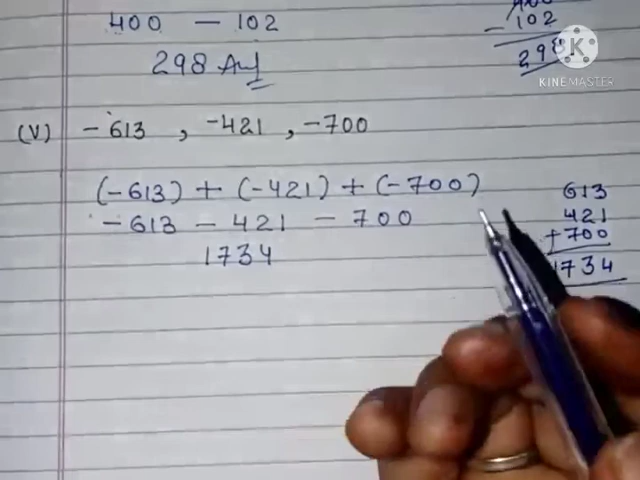 400 — 102
298 Ans
400
- 102
298
KINEMASTER
(V) -613 , -421 , -700
(-613) + (-421) + (-700)
-613 - 421 - 700
1734
613
421
+700
1734